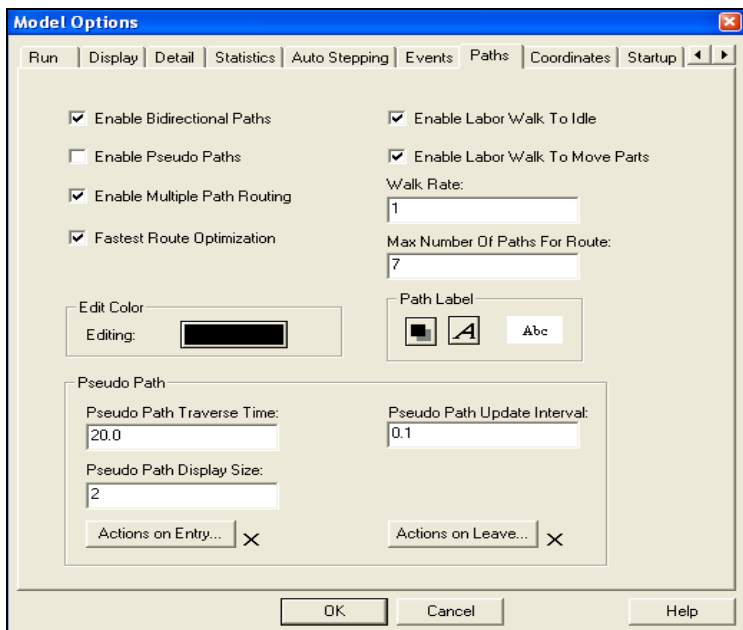 Model Options
Run Display Detail Statistics Auto Stepping Events Paths Coordinates Startup
Enable Bidirectional Paths
Enable Labor Walk To Idle
Enable Pseudo Paths
Enable Labor Walk To Move Parts
Enable Multiple Path Routing
Walk Rate:
1
Fastest Route Optimization
Max Number Of Paths For Route:
7
Edit Color
Editing:
Path Label
A
Abc
Pseudo Path
Pseudo Path Traverse Time:
20.0
Pseudo Path Update Interval:
0.1
Pseudo Path Display Size:
2
Actions on Entry... X
Actions on Leave... X
OK Cancel Help